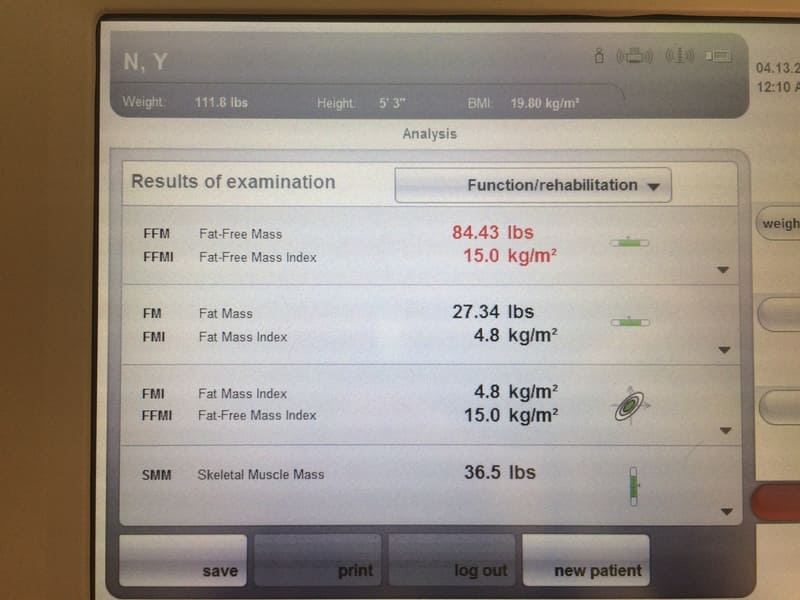 N, Y
Weight: 111.8 lbs Height: 5' 3" BMI: 19.80 kg/m²
04.13.2
12:10 A
Analysis
Results of examination
Function/rehabilitation
FFM Fat-Free Mass 84.43 lbs
FFMI Fat-Free Mass Index 15.0 kg/m²
weigh
FM Fat Mass 27.34 lbs
FMI Fat Mass Index 4.8 kg/m²
FMI Fat Mass Index 4.8 kg/m²
FFMI Fat-Free Mass Index 15.0 kg/m²
SMM Skeletal Muscle Mass 36.5 lbs
save print log out new patient